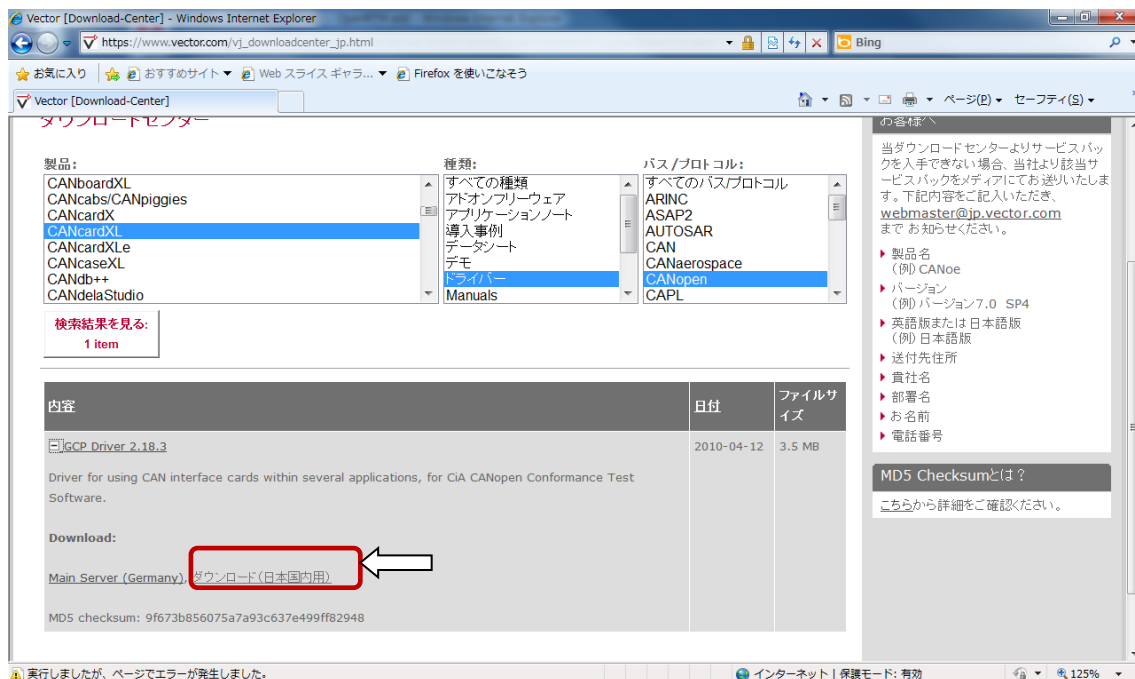 Vector [Download-Center] - Windows Internet Explorer
https://www.vector.com/vj_downloadcenter_jp.html
Bing
お気に入り おすすめサイト ▼ Web スライス ギャラ... ▼ Firefox を使いこなそう
Vector [Download-Center]
ページ(P) ▼ セーフティ(S) ▼
ダウンロードセンター
製品:
CANboardXL
CANcabs/CANpiggies
CANcardX
CANcardXL
CANcardXLe
CANcaseXL
CANdb++
CANdelaStudio
種類:
すべての種類
アドオンフリーウェア
アプリケーションノート
導入事例
データシート
デモ
ドライバー
Manuals
バス/プロトコル:
すべてのバス/プロトコル
ARINC
ASAP2
AUTOSAR
CAN
CANaerospace
CANopen
CAPL
検索結果を見る:
1 item
内容 日付 ファイルサ
イズ
GCP Driver 2.18.3 2010-04-12 3.5 MB
Driver for using CAN interface cards within several applications, for CiA CANopen Conformance Test
Software.
Download:
Main Server (Germany), ダウンロード(日本国内用)
MD5 checksum: 9f673b856075a7a93c637e499ff82948
お客様へ
当ダウンロードセンターよりサービスパッ
クを入手できない場合、当社より該当サ
ービスパックをメディアにてお送りいたしま
す。下記内容をご記入いただき、
webmaster@jp.vector.com
まで お知らせください。
製品名
(例) CANoe
バージョン
(例) バージョン7.0 SP4
英語版または日本語版
(例) 日本語版
送付先住所
貴社名
部署名
お名前
電話番号
MD5 Checksumとは?
こちらから詳細をご確認ください。
実行しましたが、ページでエラーが発生しました。
インターネット | 保護モード: 有効
125%